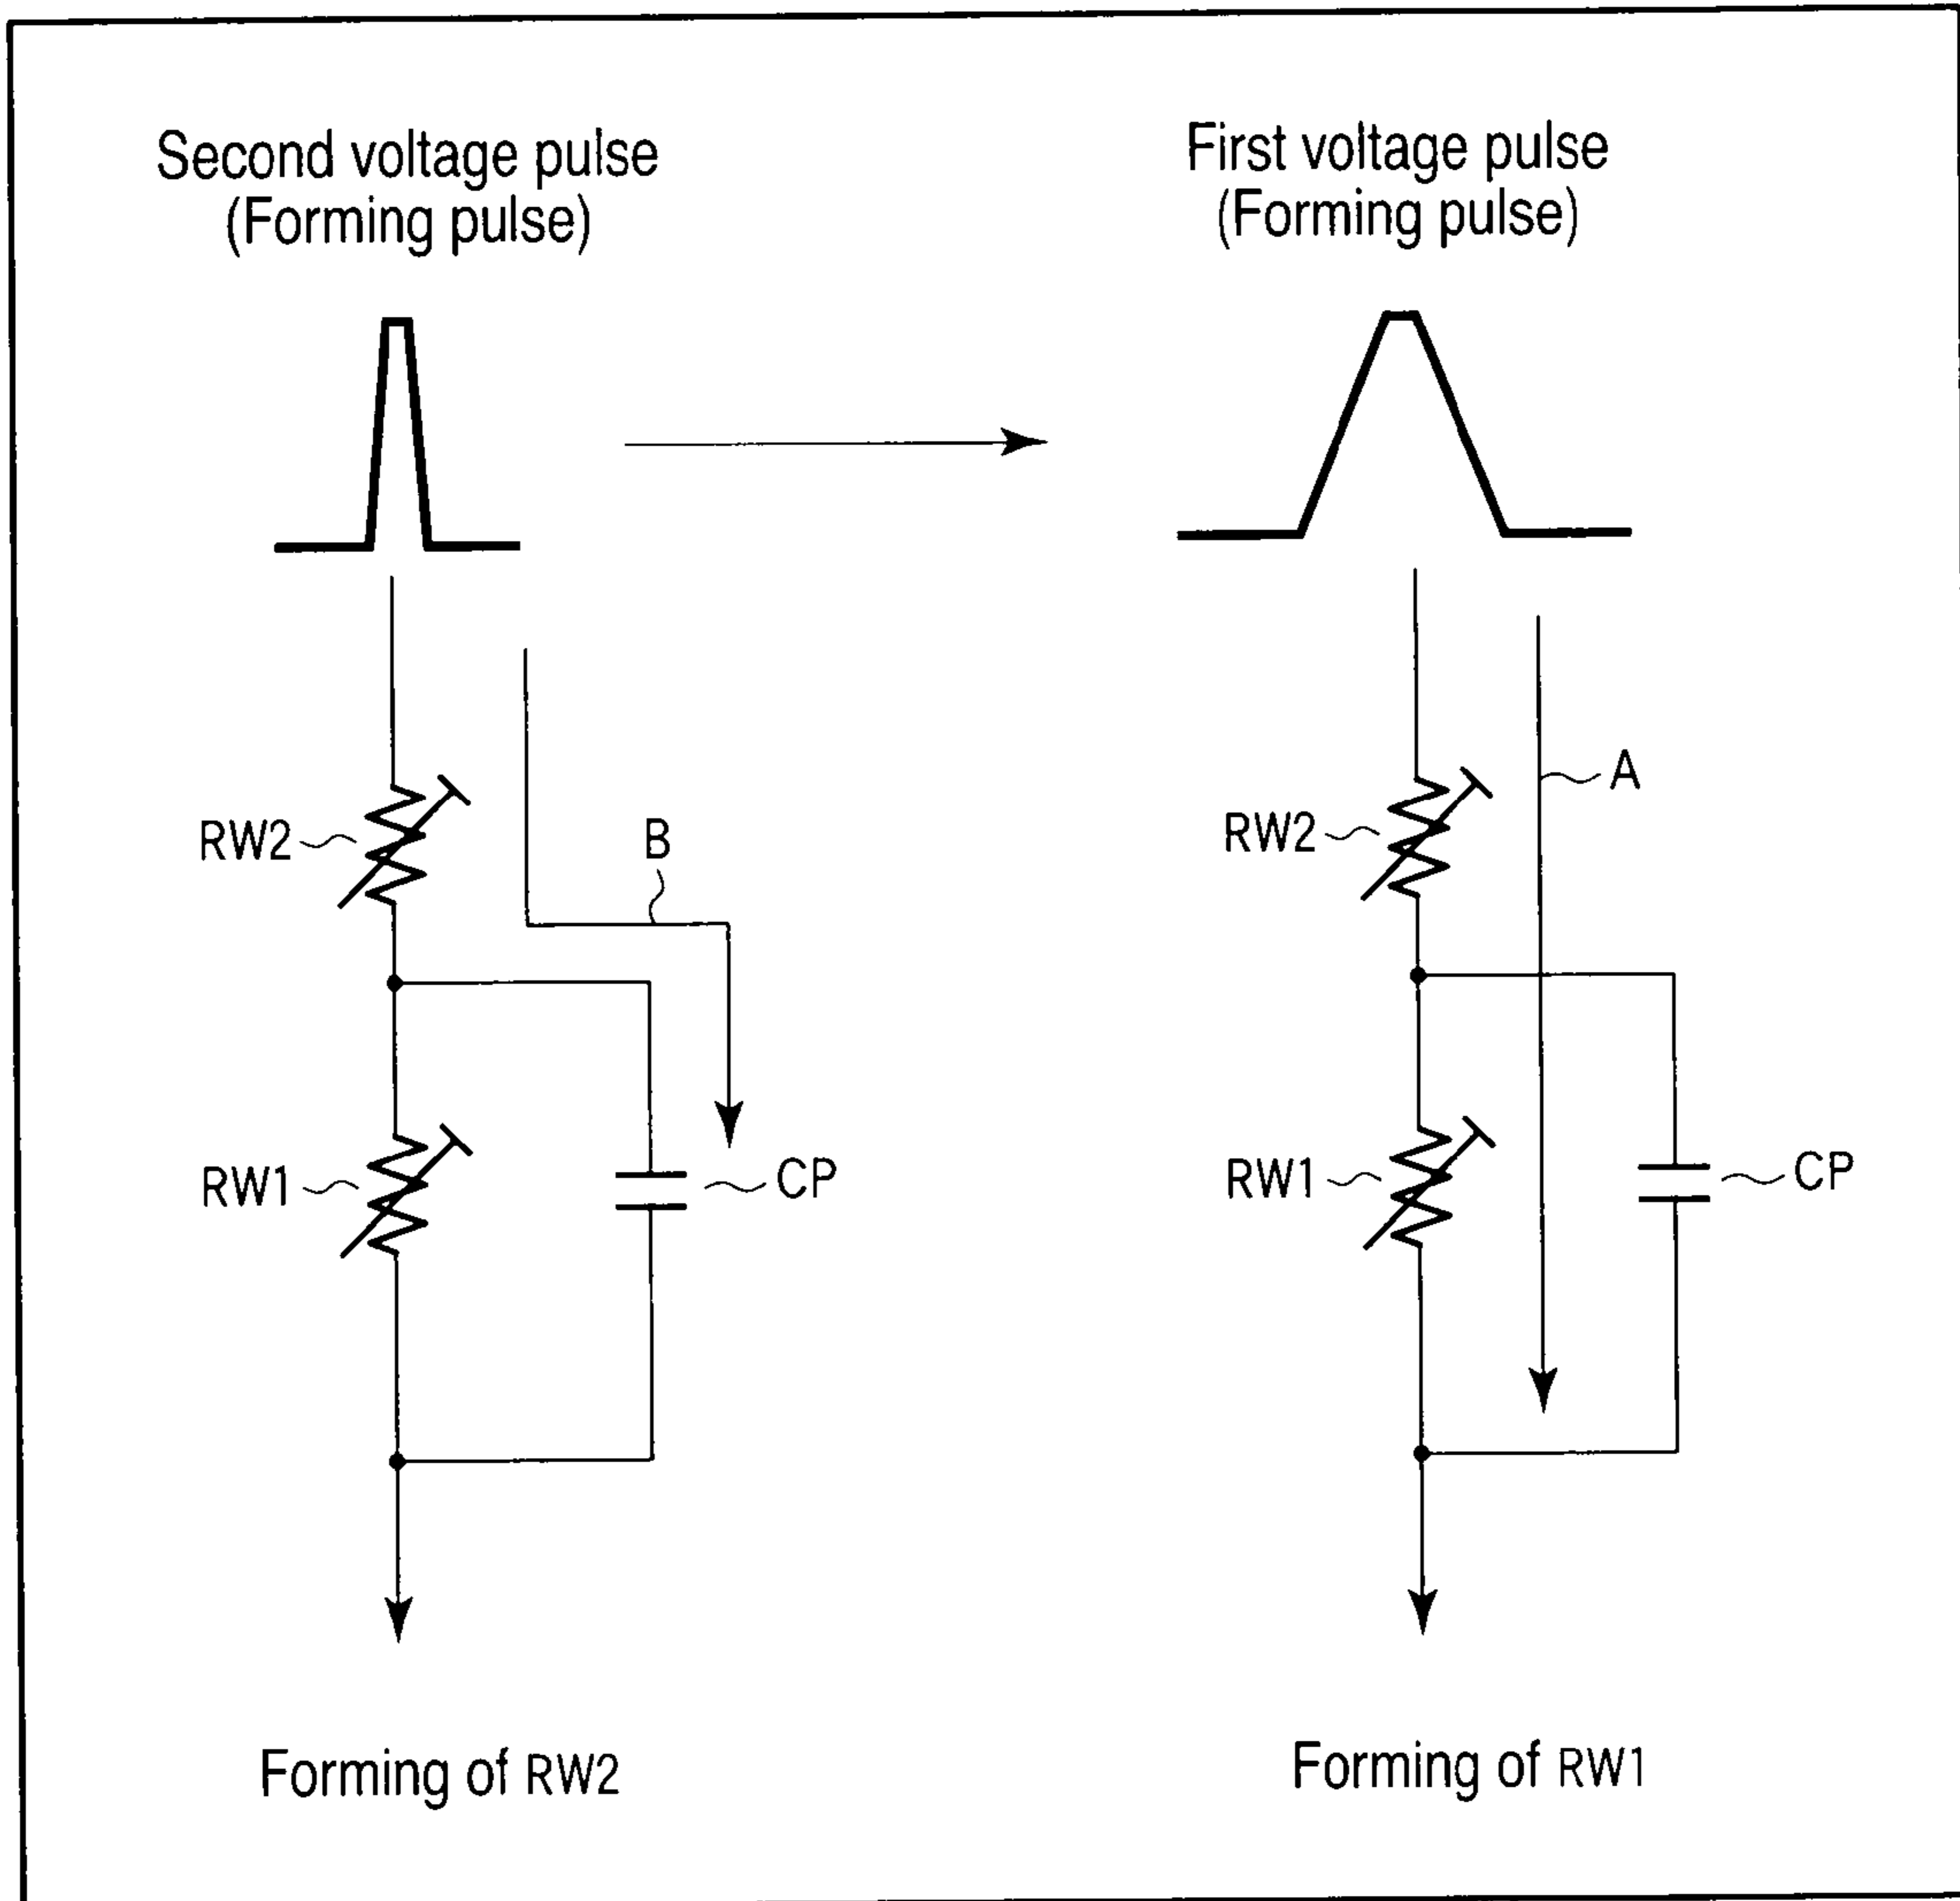 Second voltage pulse
(Forming pulse)
First voltage pulse
(Forming pulse)
RW2
B
RW1
CP
Forming of RW2
A
RW2
RW1
CP
Forming of RW1